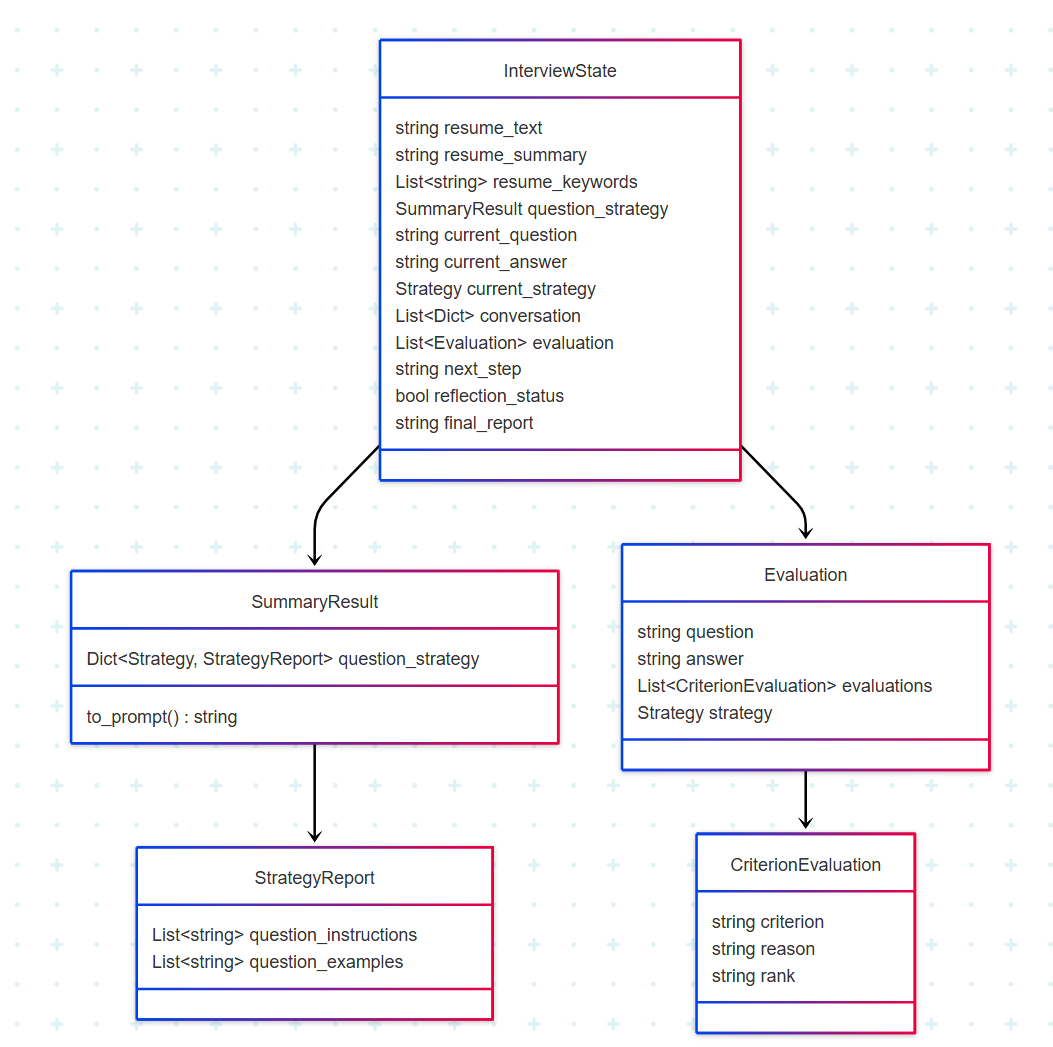 InterviewState
string resume_text
string resume_summary
List<string> resume_keywords
SummaryResult question_strategy
string current_question
string current_answer
Strategy current_strategy
List<Dict> conversation
List<Evaluation> evaluation
string next_step
bool reflection_status
string final_report
SummaryResult
Dict<Strategy, StrategyReport> question_strategy
to_prompt() : string
Evaluation
string question
string answer
List<CriterionEvaluation> evaluations
Strategy strategy
StrategyReport
List<string> question_instructions
List<string> question_examples
CriterionEvaluation
string criterion
string reason
string rank